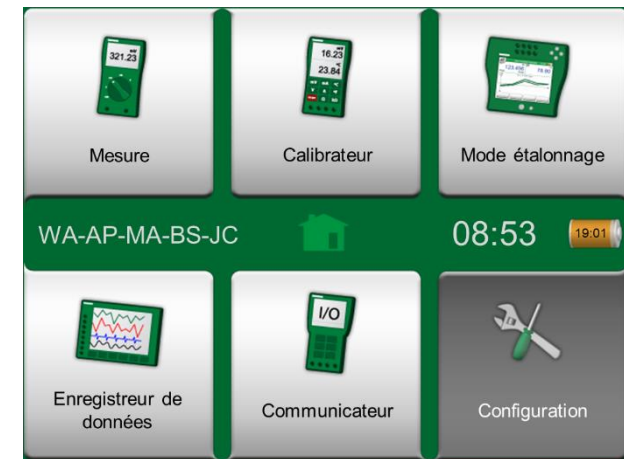 321.23
16.23
23.84
Mesure
Calibrateur
Mode étalonnage
WA-AP-MA-BS-JC
08:53
19:01
I/O
Enregistreur de
données
Communicateur
Configuration